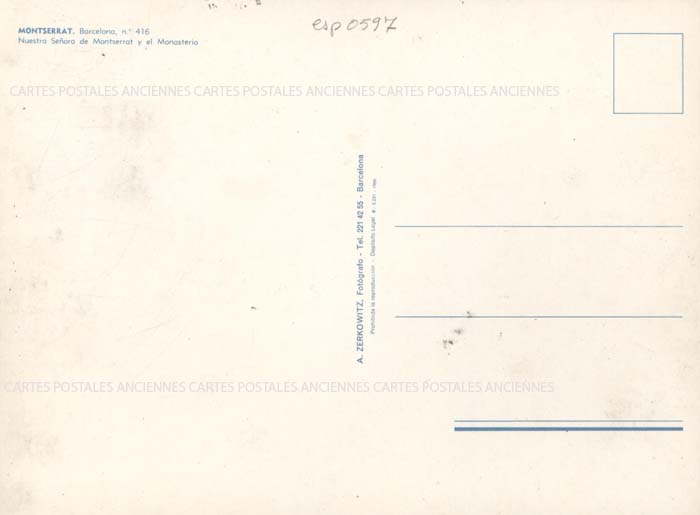 esp0597
MONTSERRAT. Barcelona, n.° 416
Nuestra Señora de Montserrat y el Monasterio
CARTES POSTALES ANCIENNES CARTES POSTALES ANCIENNES CARTES POSTALES ANCIENNES
A. ZERKOWITZ, Fotógrafo - Tel. 221 42 55 - Barcelona
Prohibida la reproducción - Depósito Legal B
CARTES POSTALES ANCIENNES CARTES POSTALES ANCIENNES CARTES POSTALES ANCIENNES